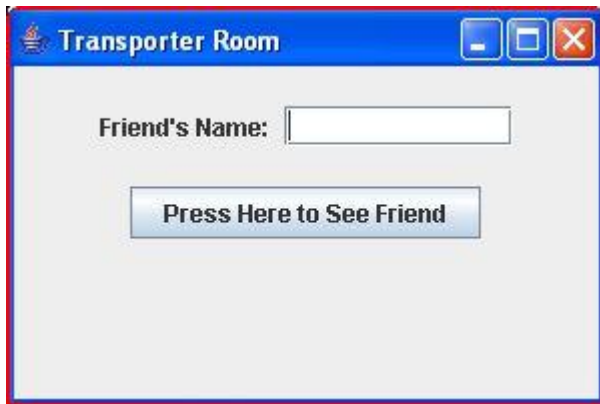 Transporter Room
Friend's Name:
Press Here to See Friend